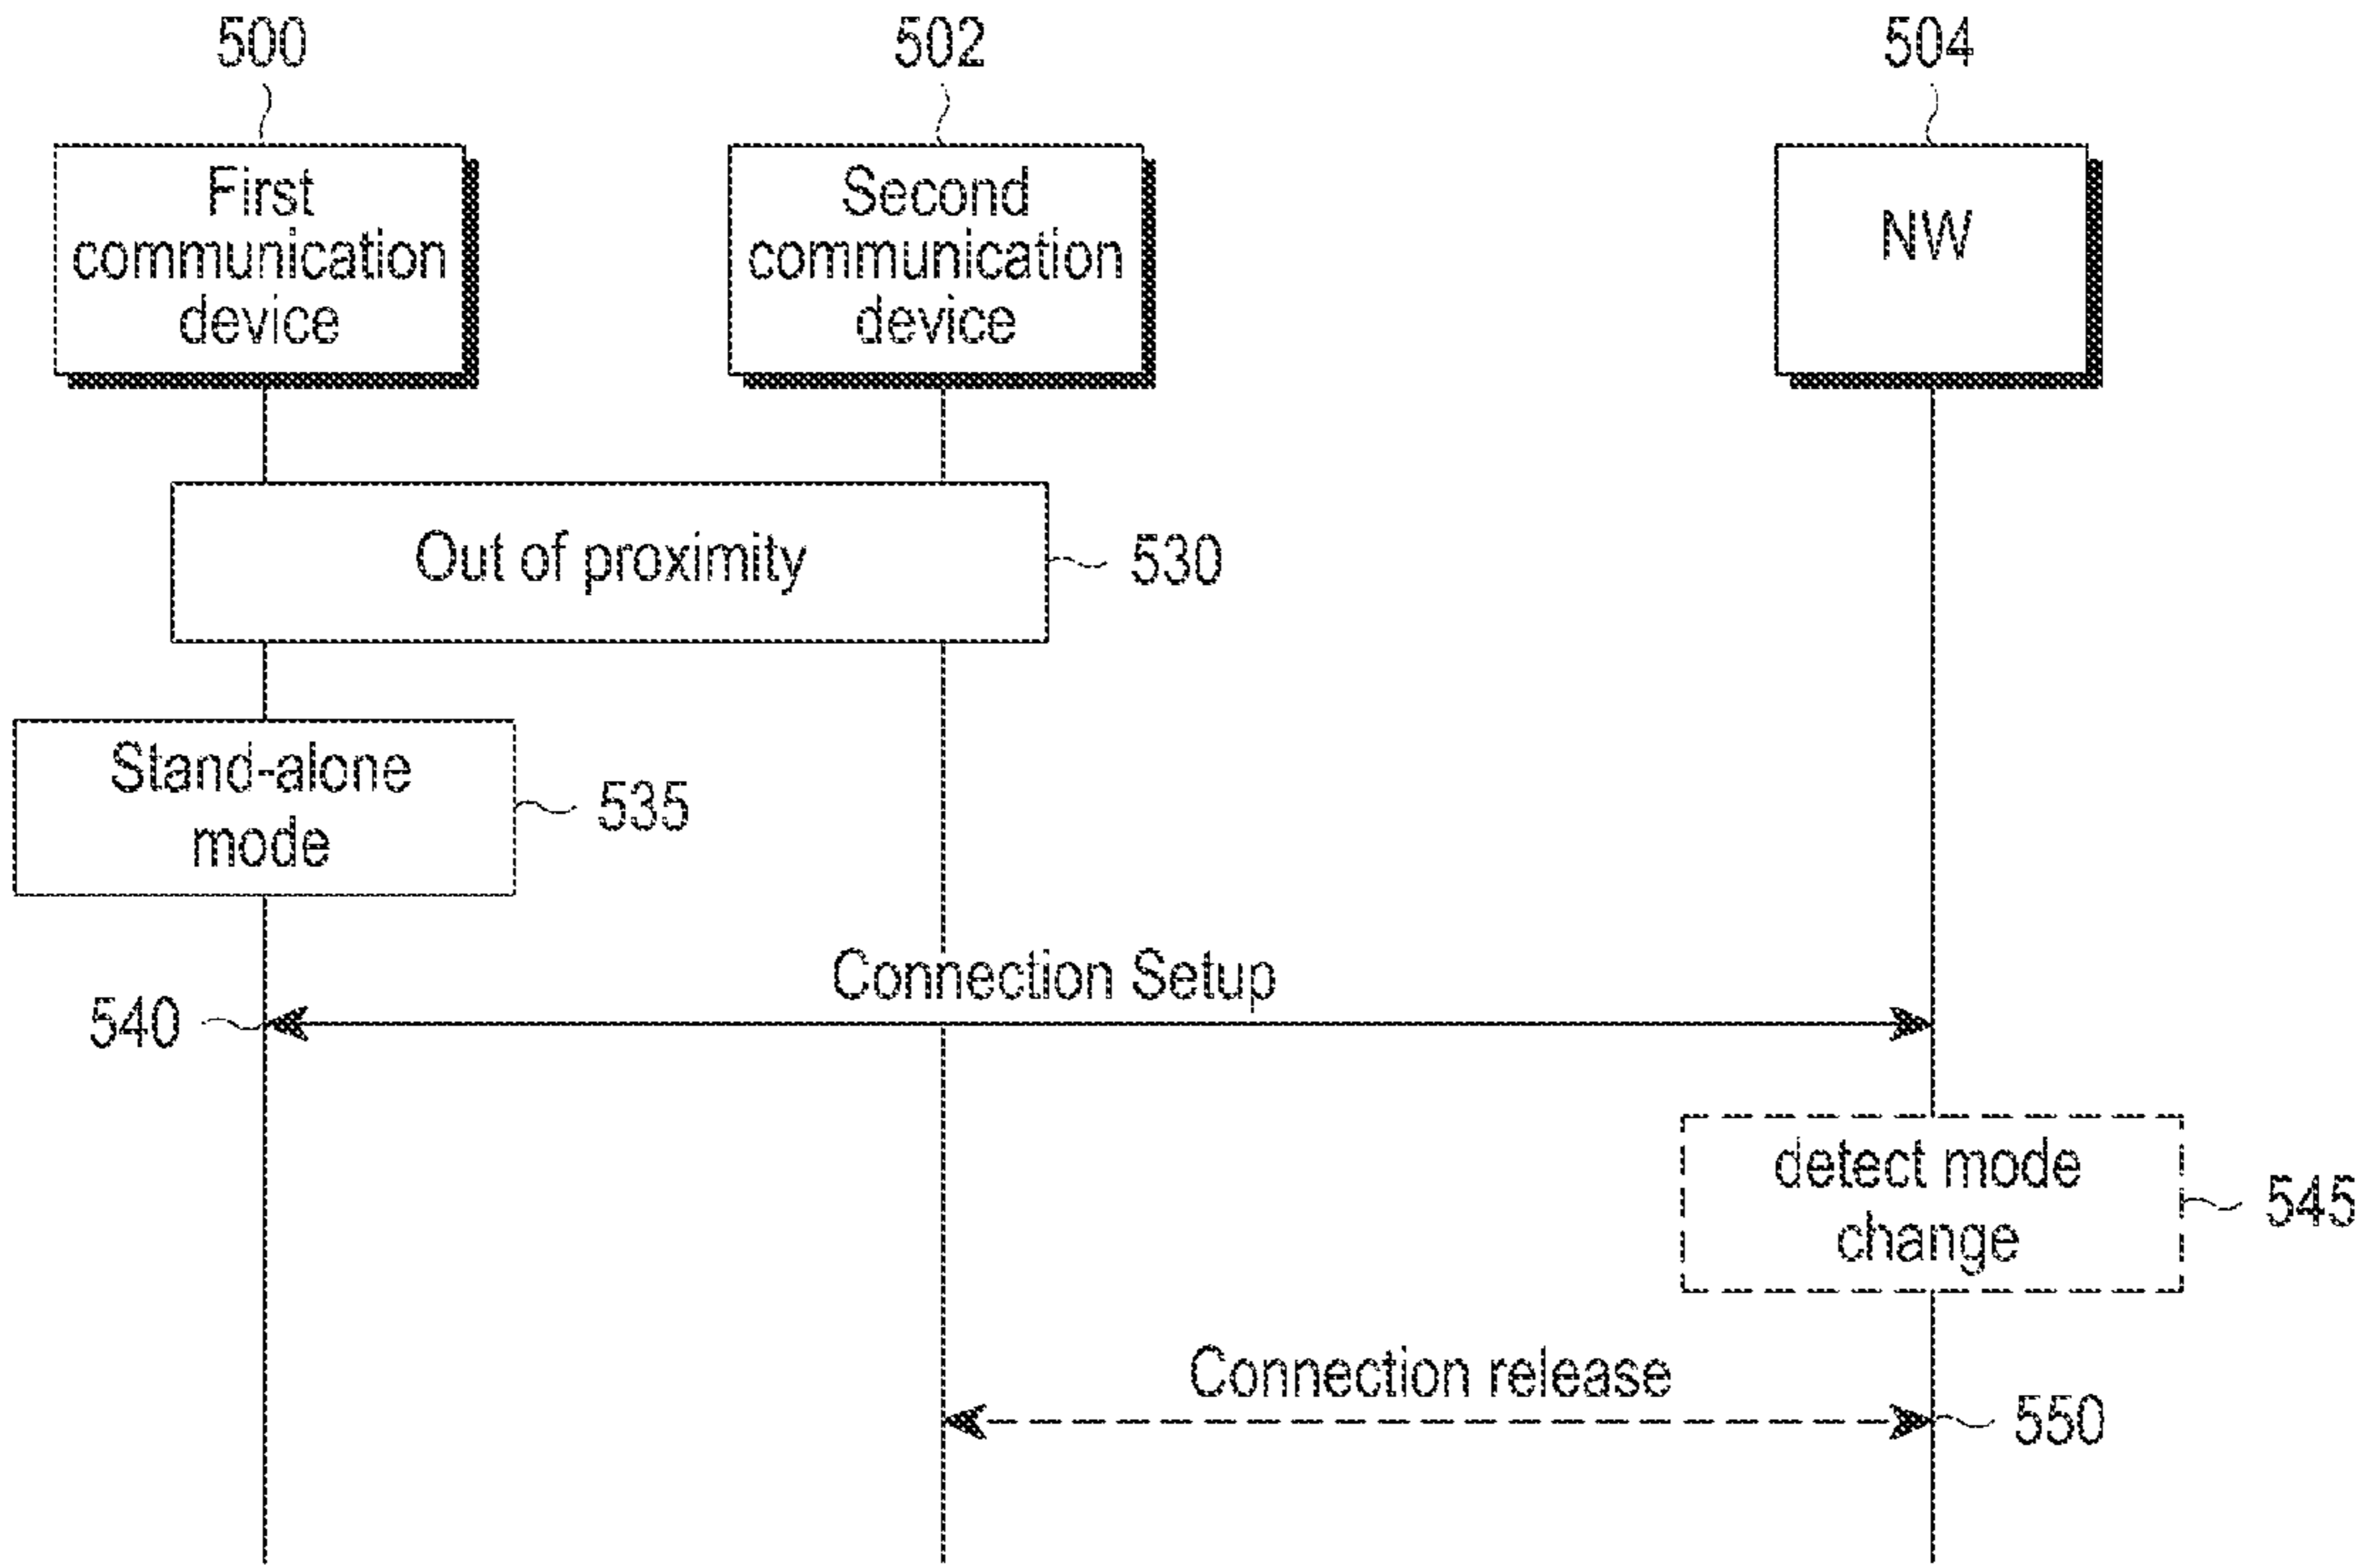 500
502
504
First
communication
device
Second
communication
device
NW
Out of proximity
530
Stand-alone
mode
535
Connection Setup
540
detect mode
change
545
Connection release
550